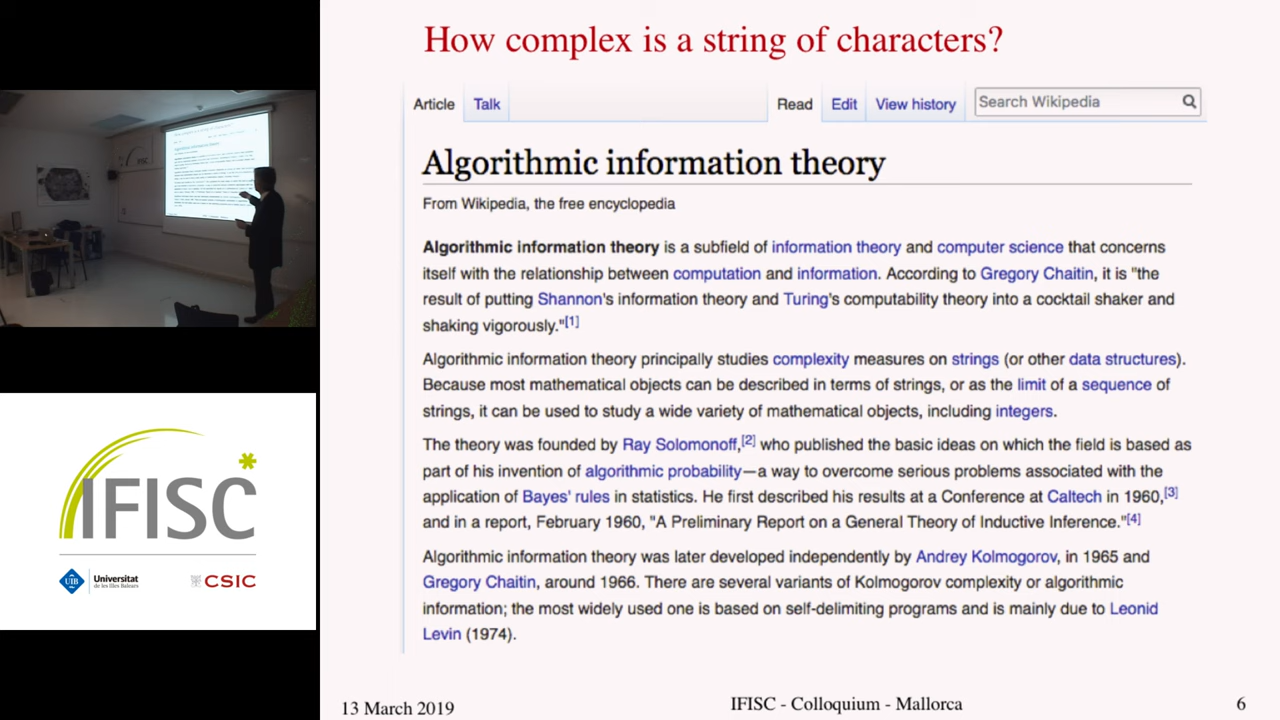 How complex is a string of characters?
Article Talk Read Edit View history Search Wikipedia
Algorithmic information theory
From Wikipedia, the free encyclopedia
Algorithmic information theory is a subfield of information theory and computer science that concerns
itself with the relationship between computation and information. According to Gregory Chaitin, it is "the
result of putting Shannon's information theory and Turing's computability theory into a cocktail shaker and
shaking vigorously."[1]
Algorithmic information theory principally studies complexity measures on strings (or other data structures).
Because most mathematical objects can be described in terms of strings, or as the limit of a sequence of
strings, it can be used to study a wide variety of mathematical objects, including integers.
The theory was founded by Ray Solomonoff,[2] who published the basic ideas on which the field is based as
part of his invention of algorithmic probability—a way to overcome serious problems associated with the
application of Bayes' rules in statistics. He first described his results at a Conference at Caltech in 1960,[3]
and in a report, February 1960, "A Preliminary Report on a General Theory of Inductive Inference."[4]
Algorithmic information theory was later developed independently by Andrey Kolmogorov, in 1965 and
Gregory Chaitin, around 1966. There are several variants of Kolmogorov complexity or algorithmic
information; the most widely used one is based on self-delimiting programs and is mainly due to Leonid
Levin (1974).
IFISC
UIB Universitat
de les Illes Balears
CSIC
13 March 2019 IFISC - Colloquium - Mallorca 6